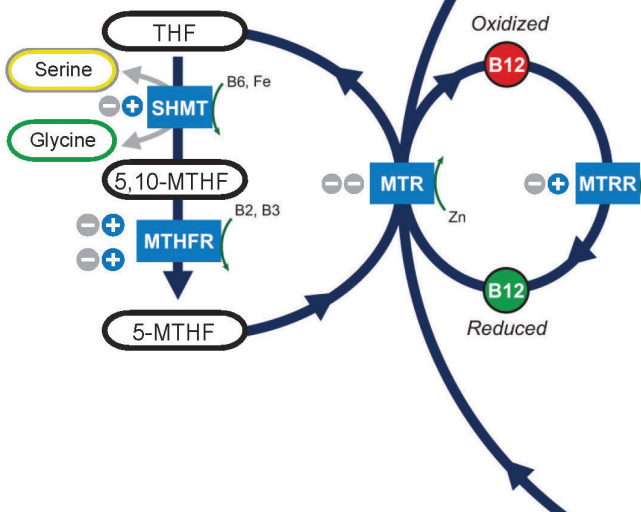 THF
Oxidized
Serine
B12
B6, Fe
− + SHMT
Glycine
5,10-MTHF
− − MTR
− + MTRR
B2, B3
Zn
− +
MTHFR
− +
B12
Reduced
5-MTHF